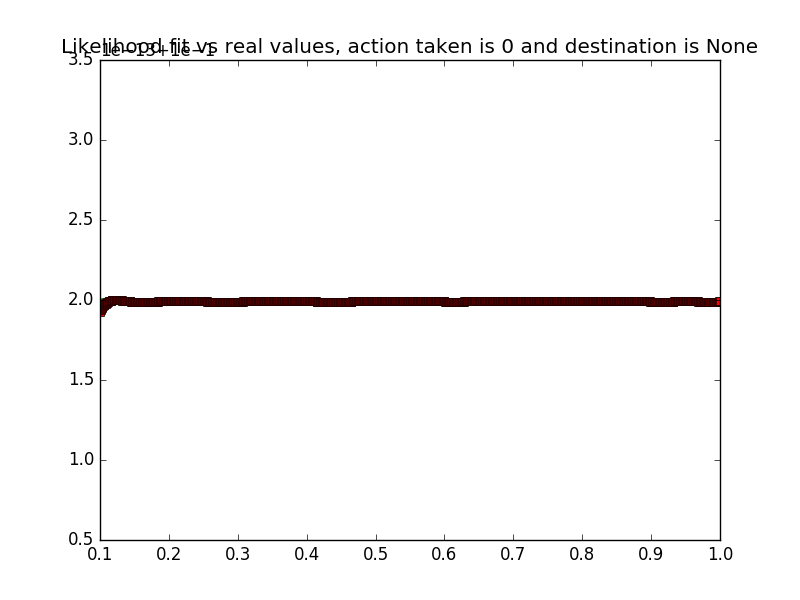 Likelihood fit vs real values, action taken is 0 and destination is None
1e−13+1e−1
3.5
3.0
2.5
2.0
1.5
1.0
0.5
0.1 0.2 0.3 0.4 0.5 0.6 0.7 0.8 0.9 1.0